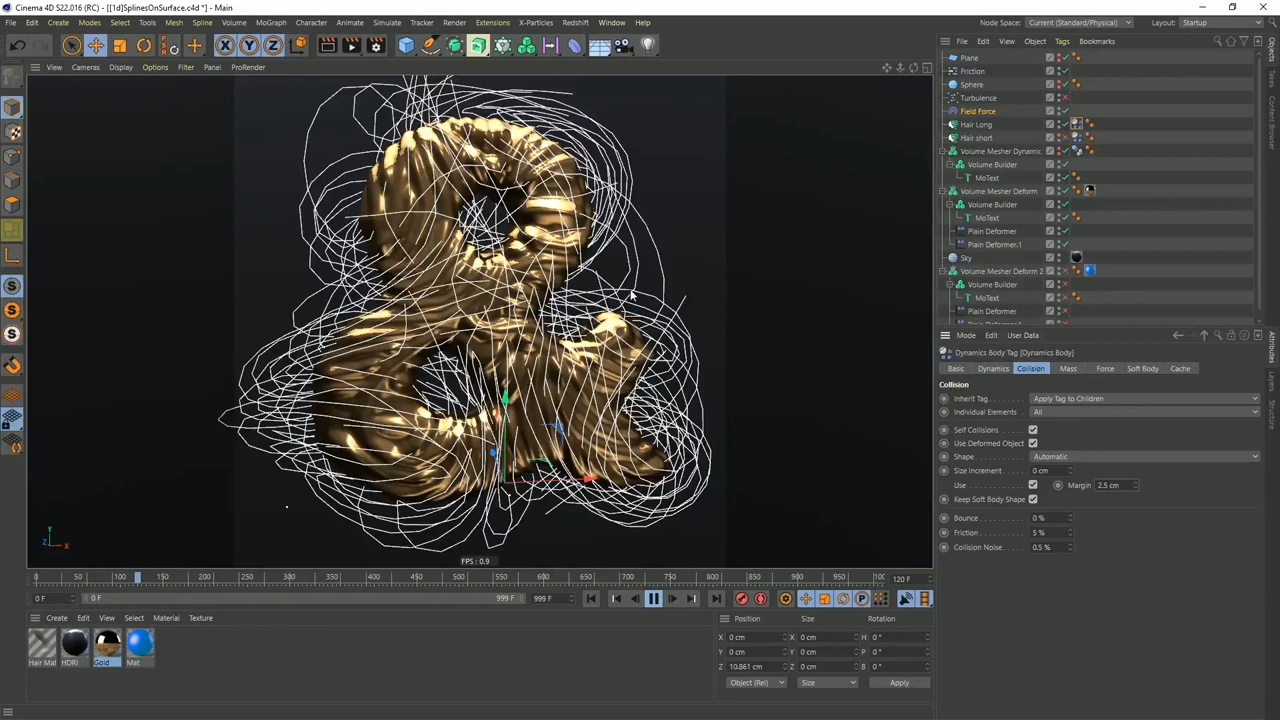 Cinema 4D S22.016 (RC) - [[1d]SplinesOnSurface.c4d *] - Main
File Edit Create Modes Select Tools Mesh Spline Volume MoGraph Character Animate Simulate Tracker Render Extensions X-Particles Redshift Window Help
Node Space: Current (Standard/Physical) Layout: Startup
File Edit View Object Tags Bookmarks
View Cameras Display Options Filter Panel ProRender
Plane
Friction
Sphere
Turbulence
Field Force
Hair Long
Hair short
Volume Mesher Dynamic
Volume Builder
MoText
Volume Mesher Deform
Volume Builder
MoText
Plain Deformer
Plain Deformer.1
Sky
Volume Mesher Deform 2
Volume Builder
MoText
Plain Deformer
Objects
Takes
Content Browser
Mode Edit User Data
Dynamics Body Tag [Dynamics Body]
Basic Dynamics Collision Mass Force Soft Body Cache
Collision
Inherit Tag. Apply Tag to Children
Individual Elements All
Self Collisions
Use Deformed Object
Shape Automatic
Size Increment 0 cm
Use Margin 2.5 cm
Keep Soft Body Shape
Bounce 0 %
Friction 5 %
Collision Noise 0.5 %
Attributes
Layers
Structure
Y
Z X
FPS : 0.9
0 50 100 150 200 250 300 350 400 450 500 550 600 650 700 750 800 850 900 950 100 120 F
0 F 0 F 999 F 999 F
Create Edit View Select Material Texture
Hair Mat HDRI Gold Mat
Position Size Rotation
X 0 cm X 0 cm H 0 °
Y 0 cm Y 0 cm P 0 °
Z 10.861 cm Z 0 cm B 0 °
Object (Rel) Size Apply